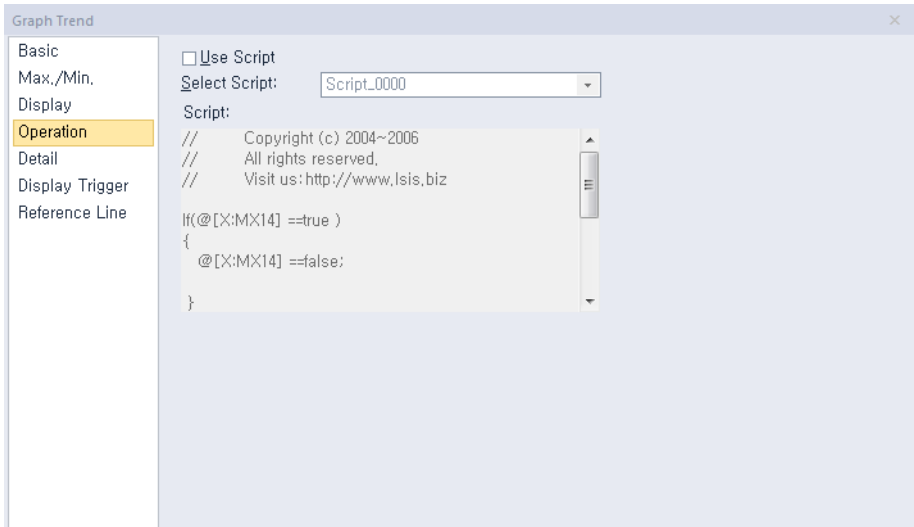 Graph Trend
Basic
Max./Min.
Display
Operation
Detail
Display Trigger
Reference Line
Use Script
Select Script:
Script_0000
Script:
// Copyright (c) 2004~2006
// All rights reserved.
// Visit us:http://www.lsis.biz
If(@[X:MX14] ==true )
{
@[X:MX14] ==false;
}